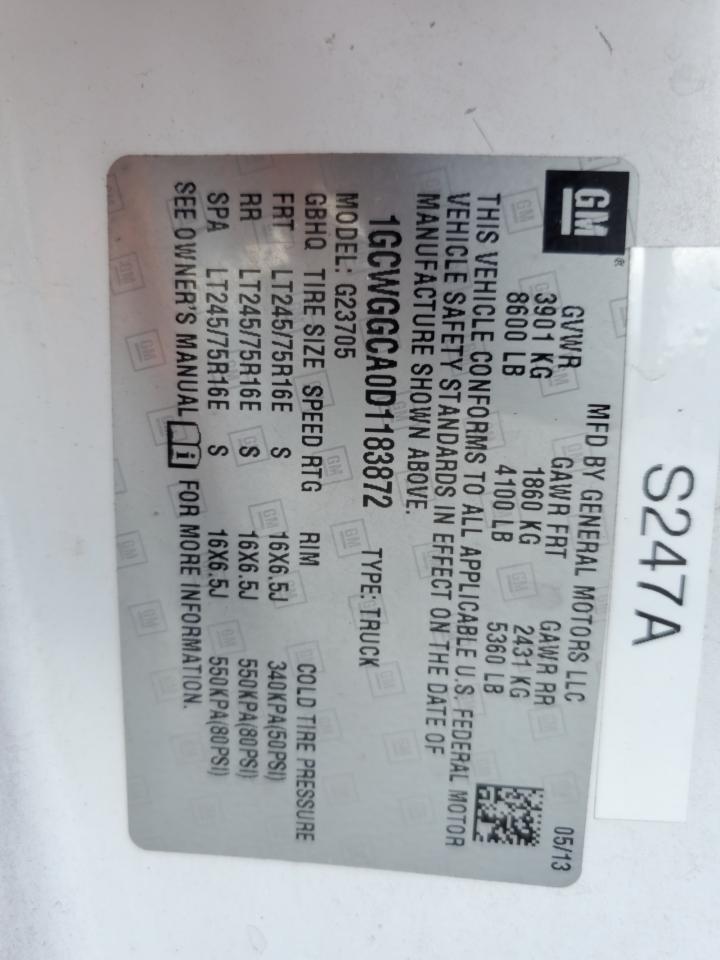 S247A
GM
®
MFD BY GENERAL MOTORS LLC 05/13
GVWR GAWR FRT GAWR RR
3901 KG 1860 KG 2431 KG
8600 LB 4100 LB 5360 LB
THIS VEHICLE CONFORMS TO ALL APPLICABLE U.S. FEDERAL MOTOR
VEHICLE SAFETY STANDARDS IN EFFECT ON THE DATE OF
MANUFACTURE SHOWN ABOVE.
1GCWGGCA0D1183872 TYPE: TRUCK
MODEL: G23705
GBHQ TIRE SIZE SPEED RTG RIM COLD TIRE PRESSURE
FRT LT245/75R16E S 16X6.5J 340KPA(50PSI)
RR LT245/75R16E S 16X6.5J 550KPA(80PSI)
SPA LT245/75R16E S 16X6.5J 550KPA(80PSI)
SEE OWNER'S MANUAL i FOR MORE INFORMATION.